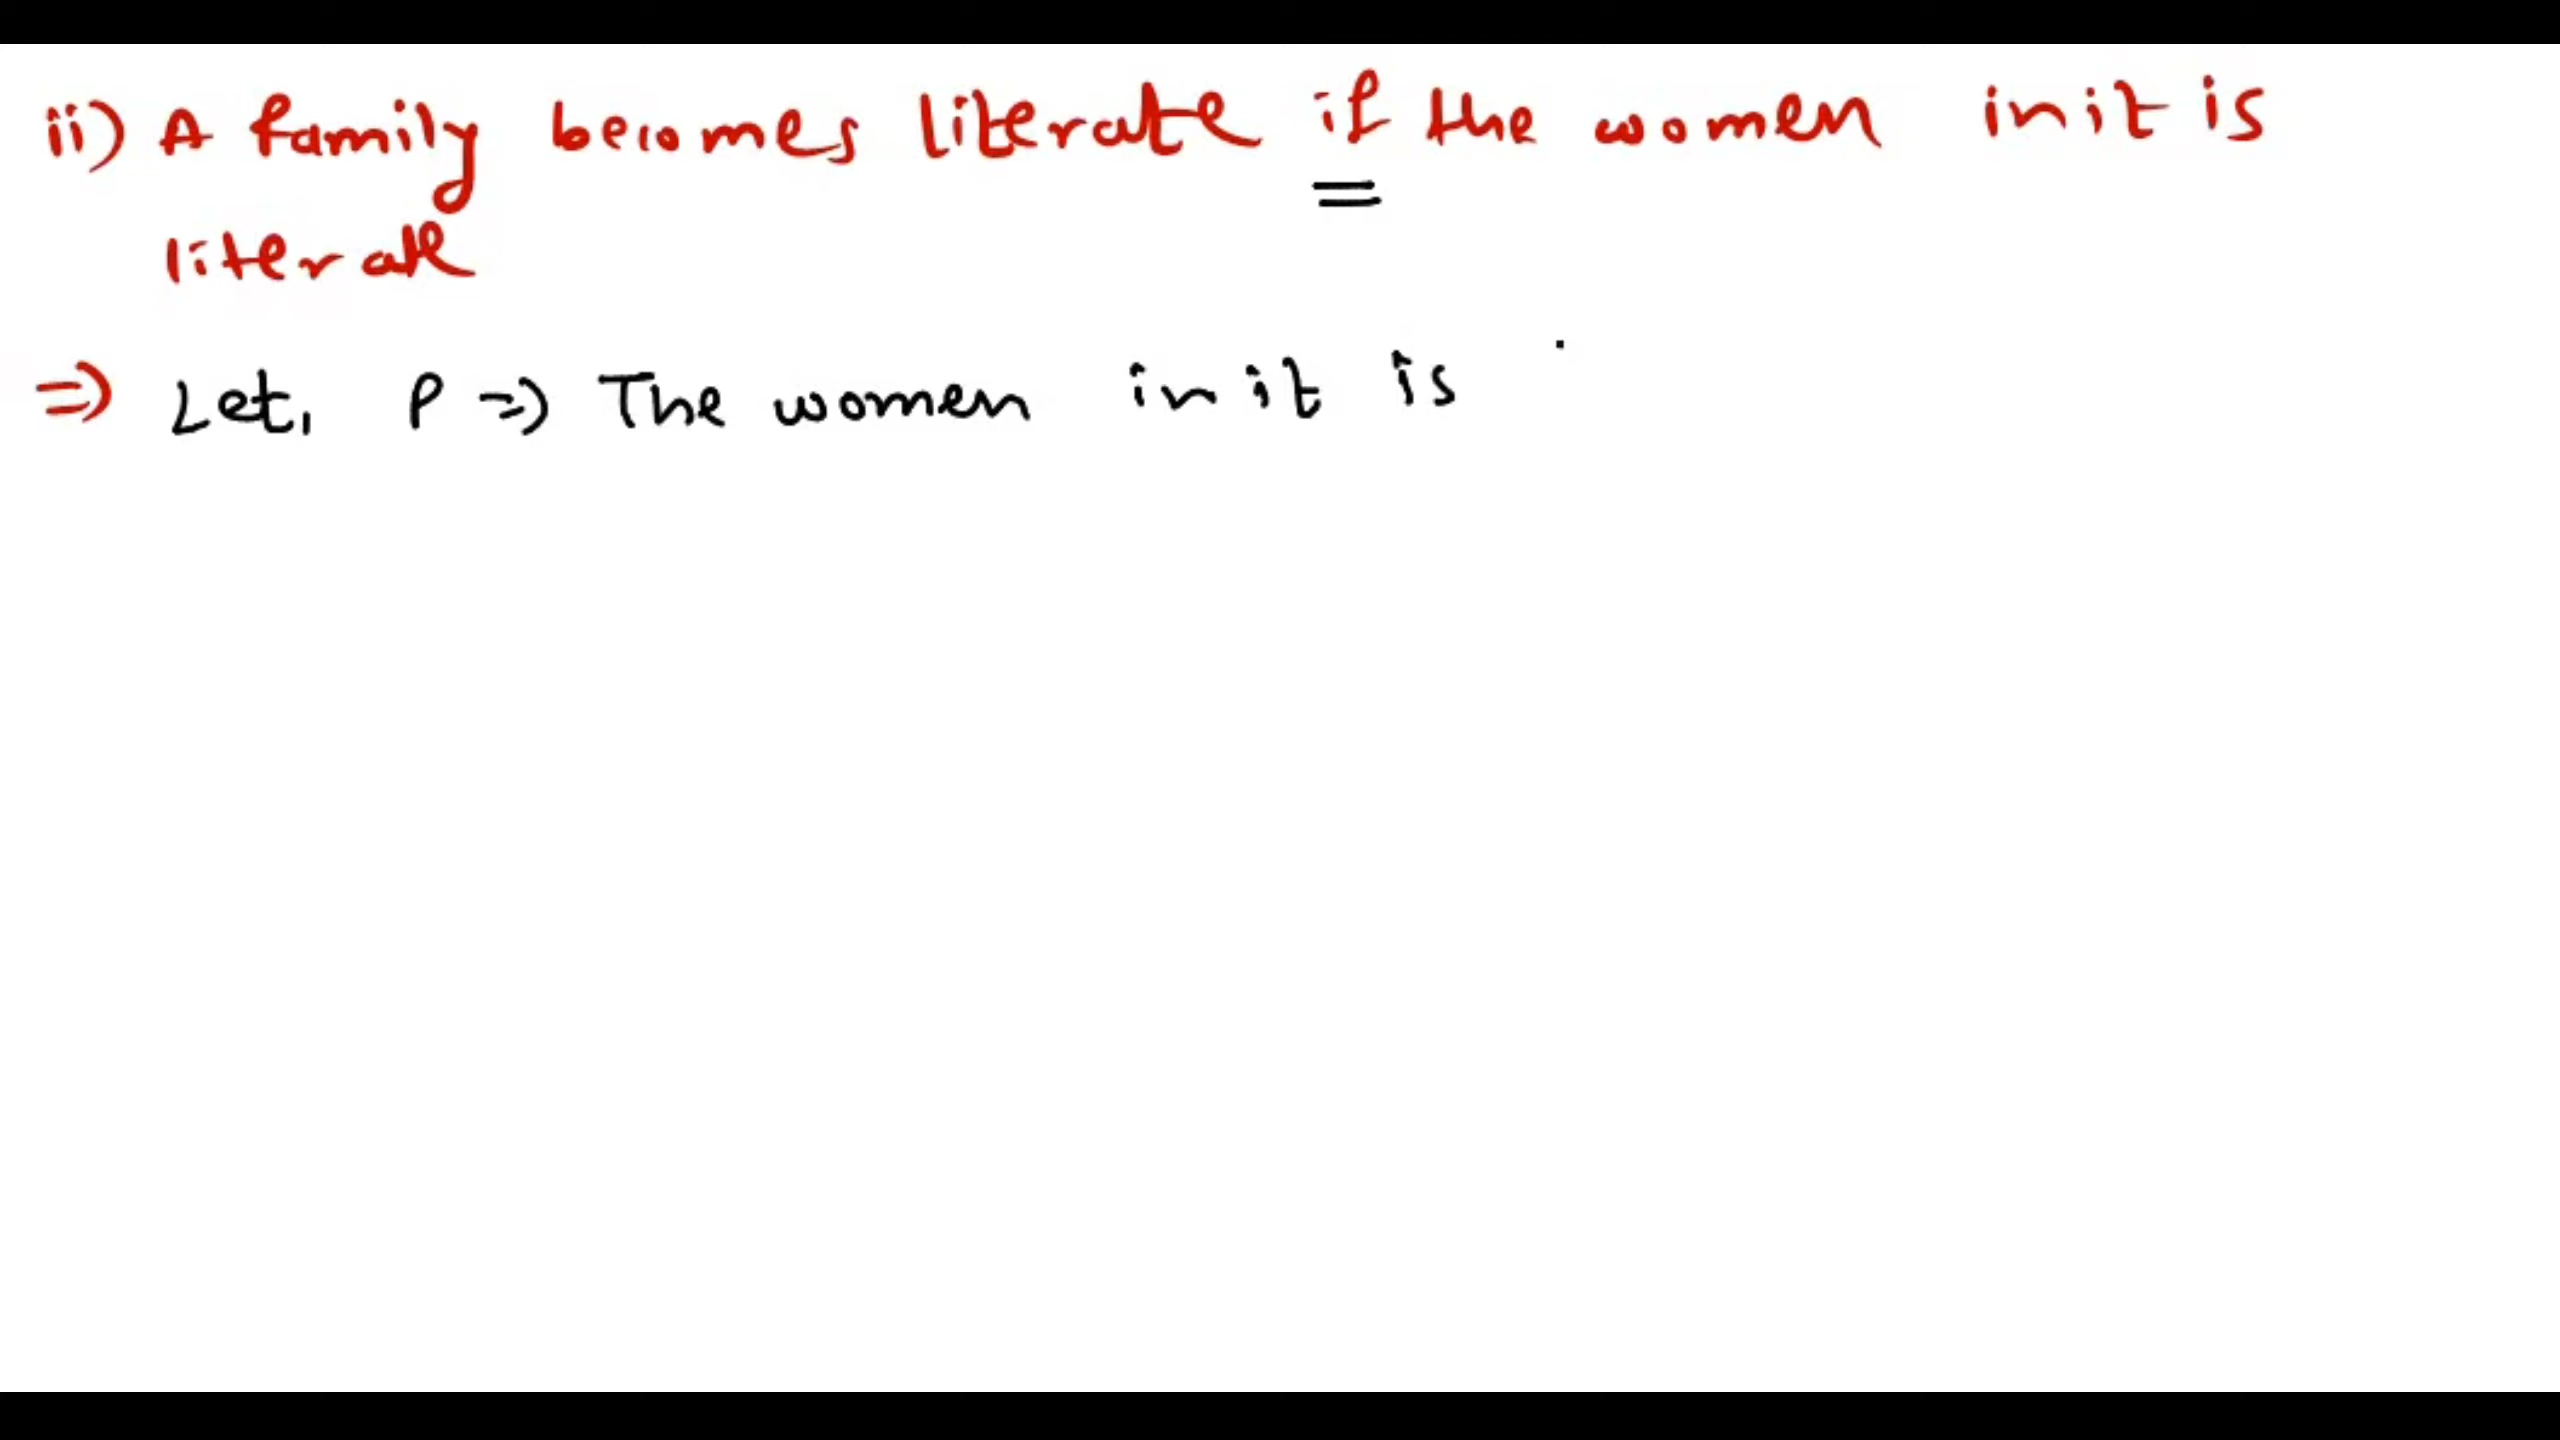 ii) A family becomes literate if the women in it is
literate
=> Let, P => The women in it is